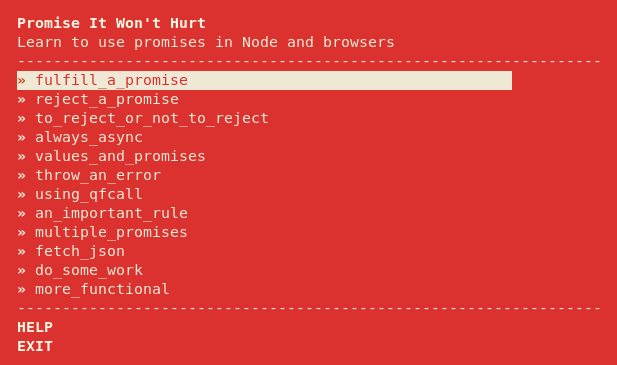 Promise It Won't Hurt
Learn to use promises in Node and browsers
-----------------------------------------------------------------
» fulfill_a_promise
» reject_a_promise
» to_reject_or_not_to_reject
» always_async
» values_and_promises
» throw_an_error
» using_qfcall
» an_important_rule
» multiple_promises
» fetch_json
» do_some_work
» more_functional
-----------------------------------------------------------------
HELP
EXIT